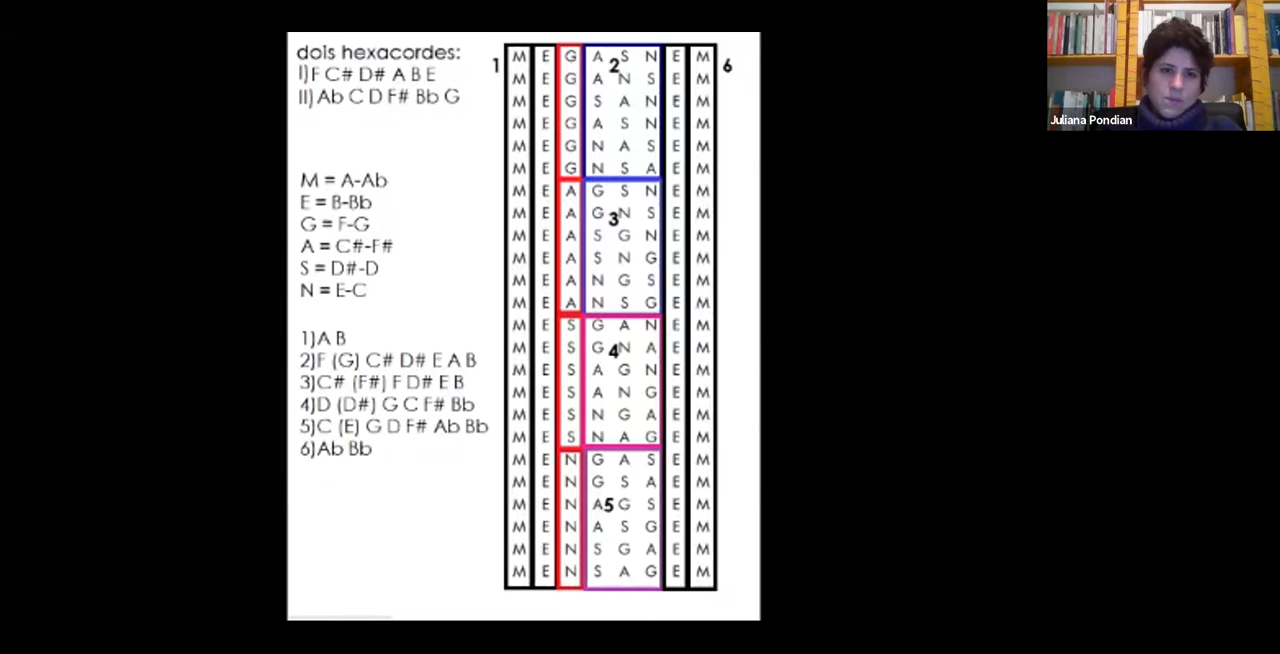 dois hexacordes:
I)F C# D# A B E
II)Ab C D F# Bb G
M = A-Ab
E = B-Bb
G = F-G
A = C#-F#
S = D#-D
N = E-C
1)A B
2)F (G) C# D# E A B
3)C# (F#) F D# E B
4)D (D#) G C F# Bb
5)C (E) G D F# Ab Bb
6)Ab Bb
1
2
3
4
5
6
M E G A S N E M
M E G A N S E M
M E G S A N E M
M E G A S N E M
M E G N A S E M
M E G N S A E M
M E A G S N E M
M E A G N S E M
M E A S G N E M
M E A S N G E M
M E A N G S E M
M E A N S G E M
M E S G A N E M
M E S G N A E M
M E S A G N E M
M E S A N G E M
M E S N G A E M
M E S N A G E M
M E N G A S E M
M E N G S A E M
M E N A G S E M
M E N A S G E M
M E N S G A E M
M E N S A G E M
Juliana Pondian